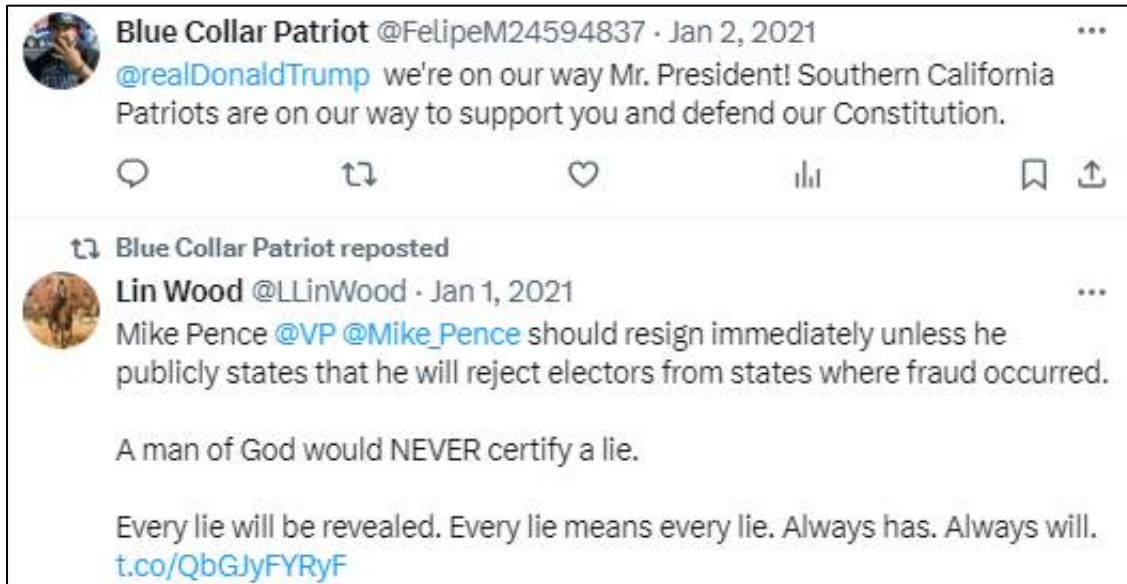 Blue Collar Patriot @FelipeM24594837 · Jan 2, 2021
@realDonaldTrump we're on our way Mr. President! Southern California
Patriots are on our way to support you and defend our Constitution.
Blue Collar Patriot reposted
Lin Wood @LLinWood · Jan 1, 2021
Mike Pence @VP @Mike_Pence should resign immediately unless he
publicly states that he will reject electors from states where fraud occurred.
A man of God would NEVER certify a lie.
Every lie will be revealed. Every lie means every lie. Always has. Always will.
t.co/QbGJyFYRyF